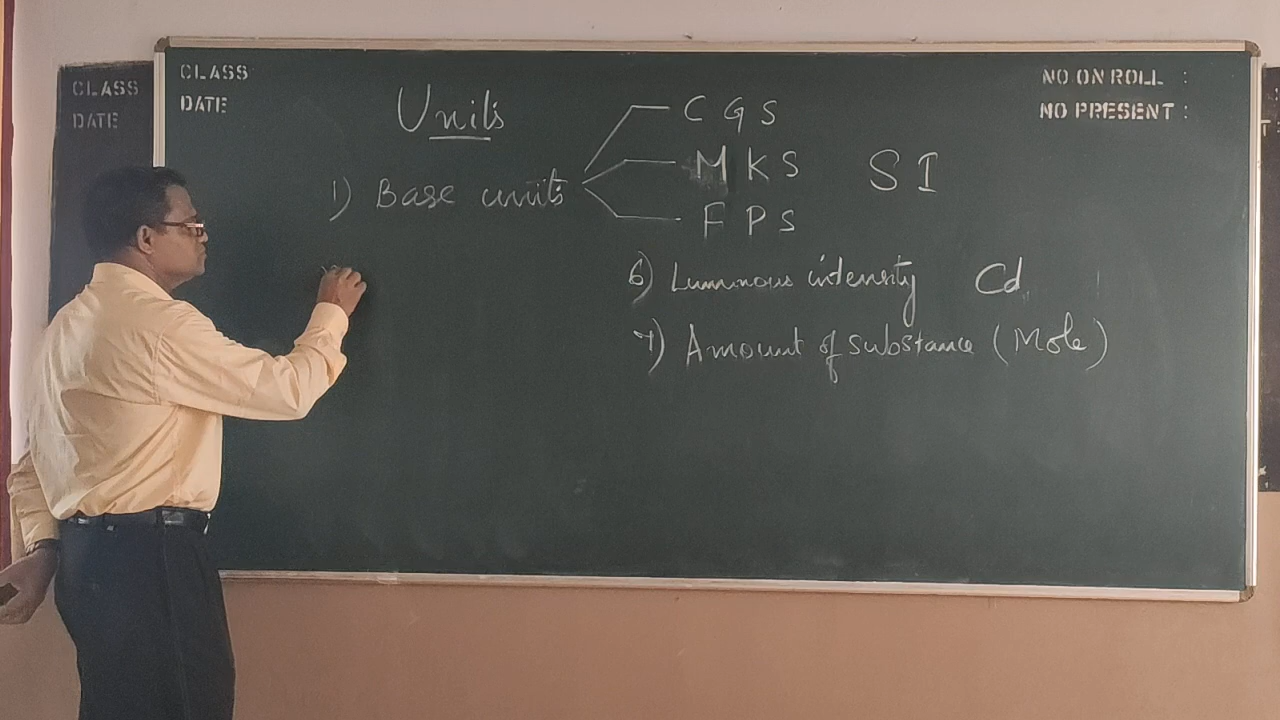 CLASS
DATE
CLASS
DATE
NO ON ROLL :
NO PRESENT :
Units
1) Base units
C G S
M K S
S I
F P S
6) Luminous intensity Cd
7) Amount of substance (Mole)